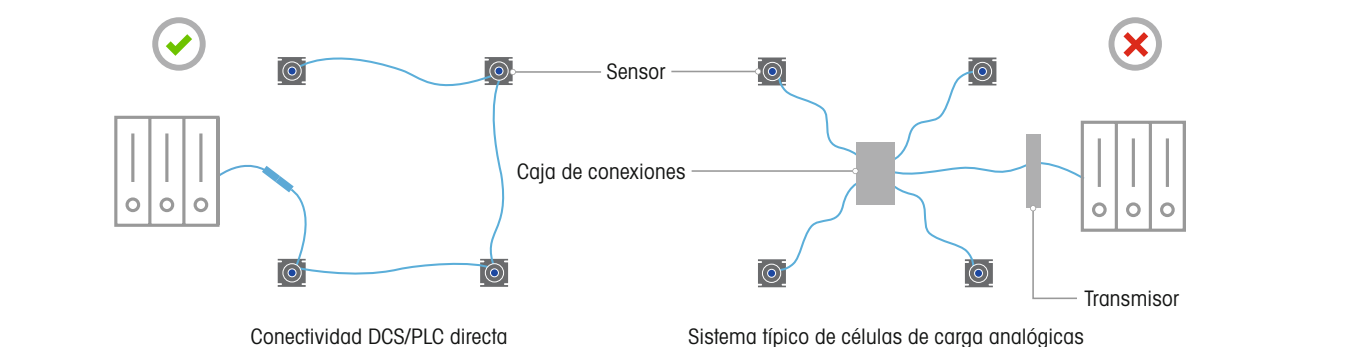 Sensor
Caja de conexiones
Transmisor
Conectividad DCS/PLC directa
Sistema típico de células de carga analógicas